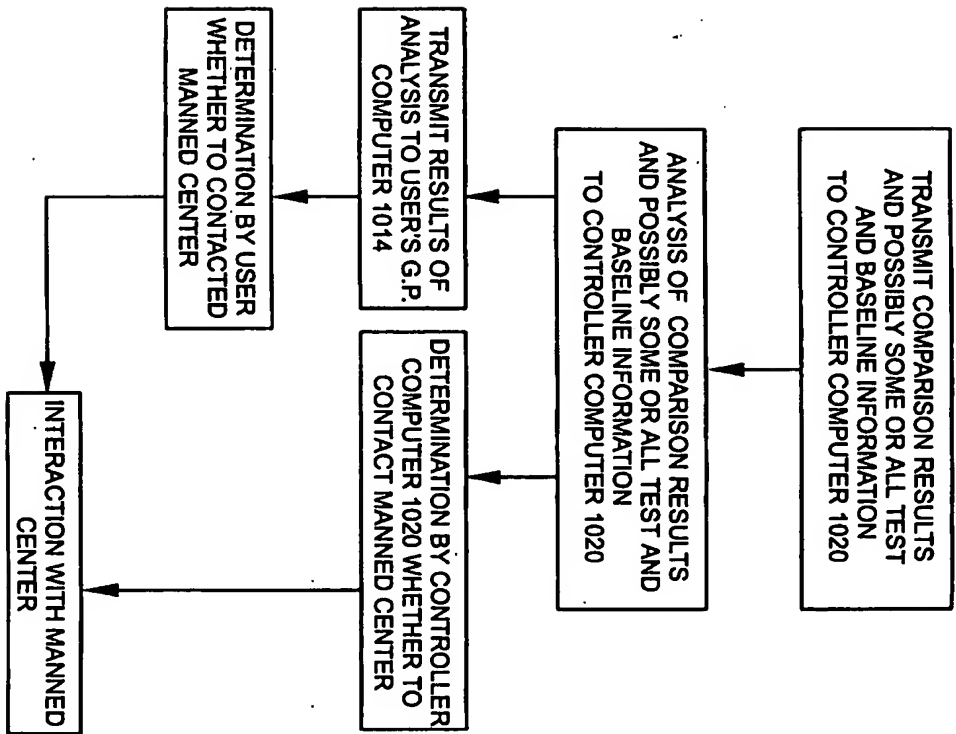 TRANSMIT COMPARISON RESULTS
AND POSSIBLY SOME OR ALL TEST
AND BASELINE INFORMATION
TO CONTROLLER COMPUTER 1020
ANALYSIS OF COMPARISON RESULTS
AND POSSIBLY SOME OR ALL TEST AND
BASELINE INFORMATION
TO CONTROLLER COMPUTER 1020
TRANSMIT RESULTS OF
ANALYSIS TO USER'S G.P.
COMPUTER 1014
DETERMINATION BY USER
WHETHER TO CONTACTED
MANNED CENTER
DETERMINATION BY CONTROLLER
COMPUTER 1020 WHETHER TO
CONTACT MANNED CENTER
INTERACTION WITH MANNED
CENTER